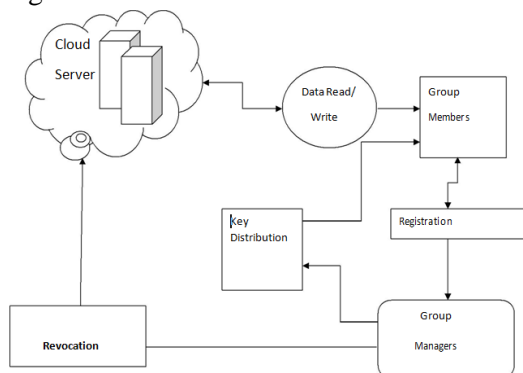 Cloud
Server
Data Read/
Write
Group
Members
Key
Distribution
Registration
Group
Managers
Revocation